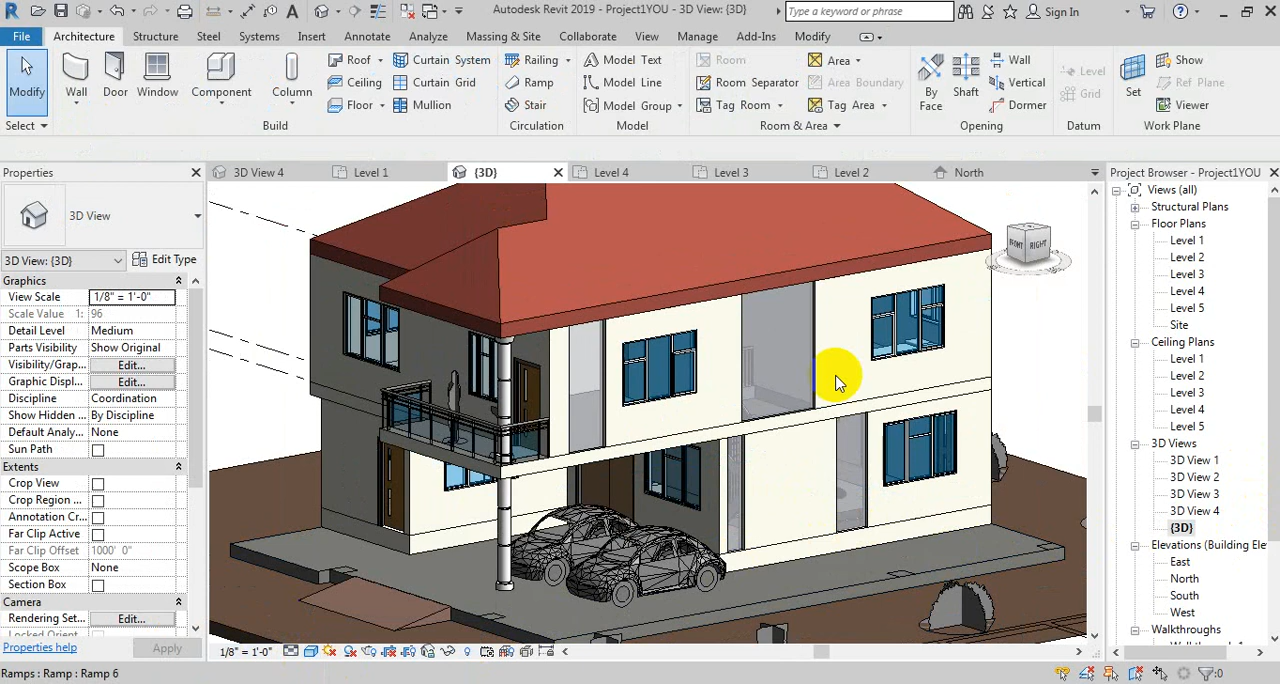 Autodesk Revit 2019 - Project1YOU - 3D View: {3D}
Type a keyword or phrase
Sign In
File Architecture Structure Steel Systems Insert Annotate Analyze Massing & Site Collaborate View Manage Add-Ins Modify
Modify
Wall
Door
Window
Component
Column
Roof
Ceiling
Floor
Curtain System
Curtain Grid
Mullion
Railing
Ramp
Stair
Model Text
Model Line
Model Group
Room
Room Separator
Tag Room
Area
Area Boundary
Tag Area
By Face
Shaft
Wall
Vertical
Dormer
Level
Grid
Set
Show
Ref Plane
Viewer
Select Build Circulation Model Room & Area Opening Datum Work Plane
Properties
3D View 4
Level 1
{3D}
Level 4
Level 3
Level 2
North
3D View
3D View: {3D}
Edit Type
Graphics
View Scale 1/8" = 1'-0"
Scale Value 1: 96
Detail Level Medium
Parts Visibility Show Original
Visibility/Grap... Edit...
Graphic Displ... Edit...
Discipline Coordination
Show Hidden ... By Discipline
Default Analy... None
Sun Path
Extents
Crop View
Crop Region ...
Annotation Cr...
Far Clip Active
Far Clip Offset 1000' 0"
Scope Box None
Section Box
Camera
Rendering Set... Edit...
Locked Orient
Properties help
Apply
FRONT RIGHT
Project Browser - Project1YOU
Views (all)
Structural Plans
Floor Plans
Level 1
Level 2
Level 3
Level 4
Level 5
Site
Ceiling Plans
Level 1
Level 2
Level 3
Level 4
Level 5
3D Views
3D View 1
3D View 2
3D View 3
3D View 4
{3D}
Elevations (Building Ele
East
North
South
West
Walkthroughs
1/8" = 1'-0"
Ramps : Ramp : Ramp 6
:0